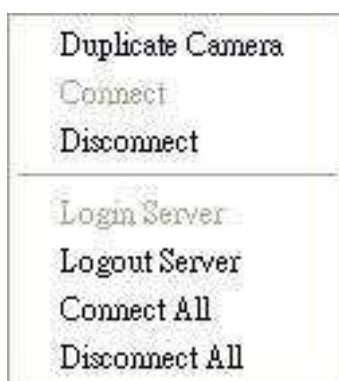 Duplicate Camera
Connect
Disconnect
Login Server
Logout Server
Connect All
Disconnect All